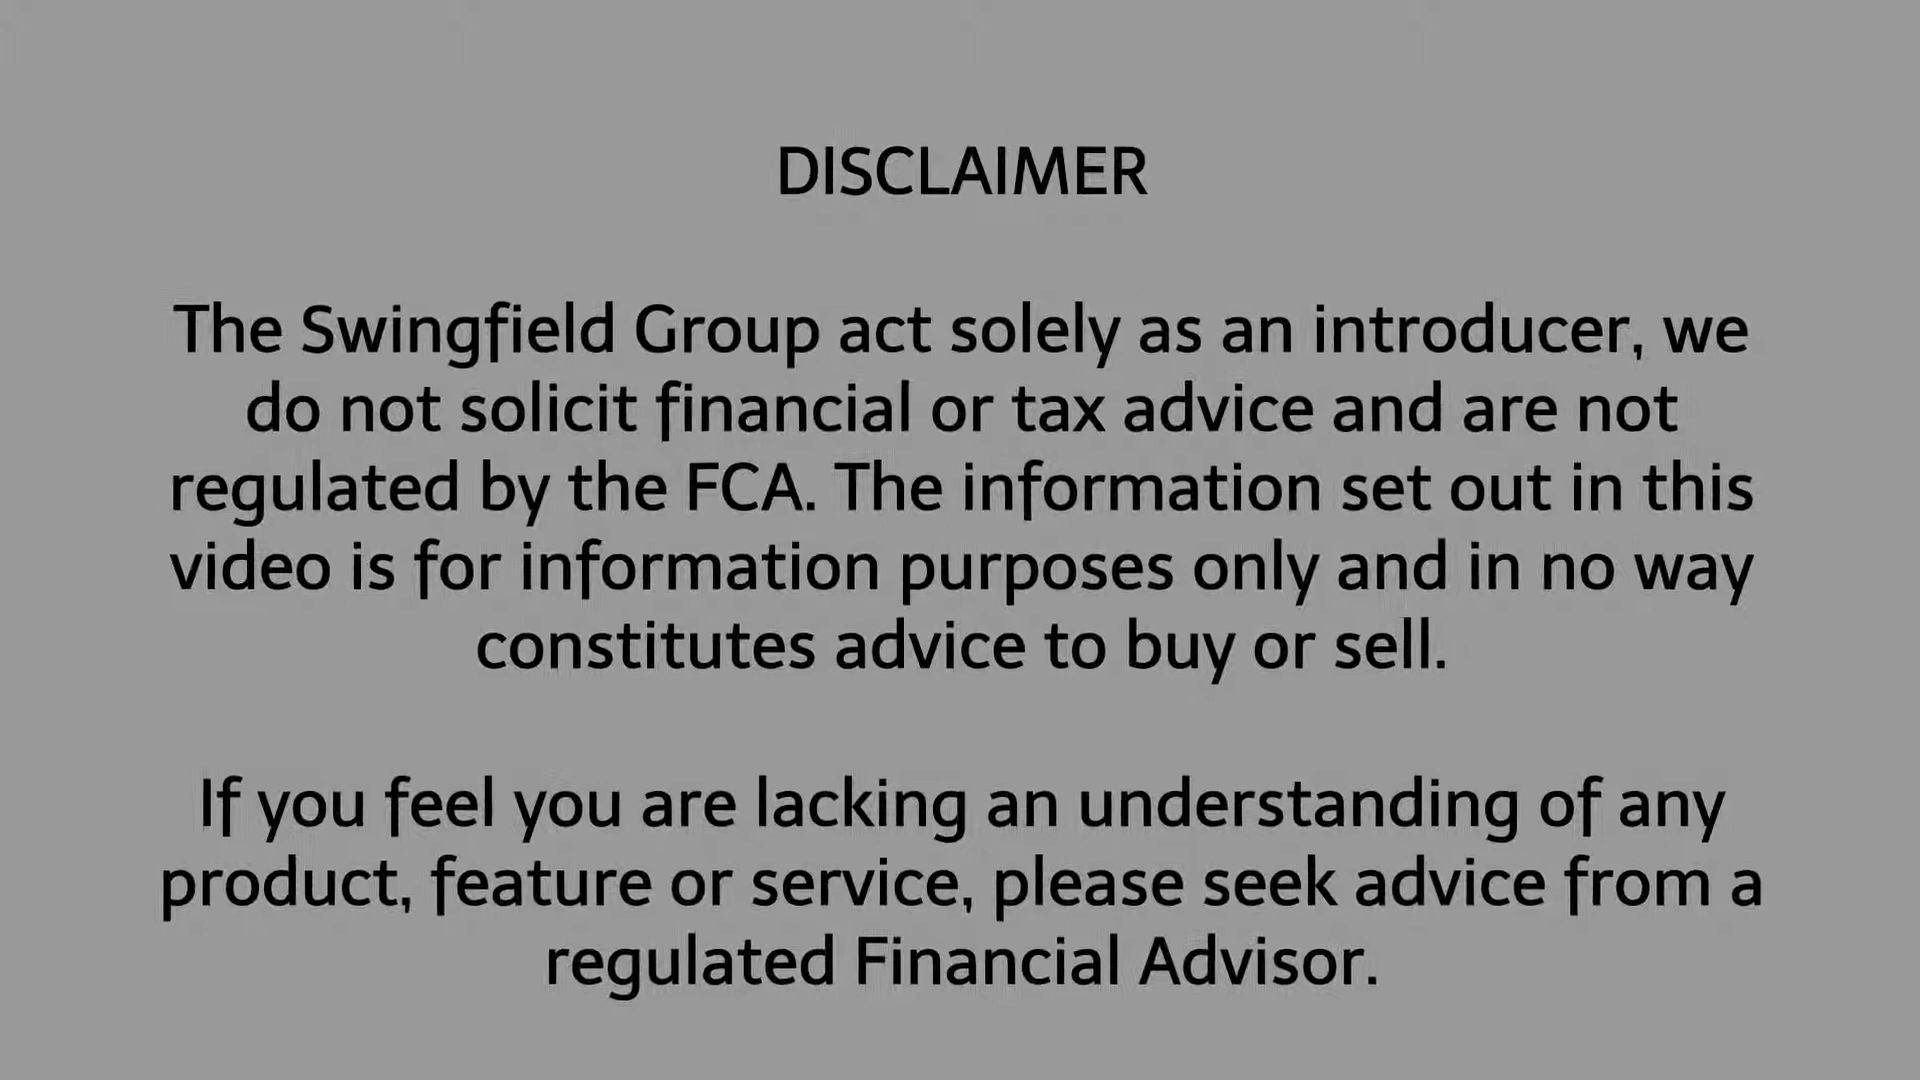 DISCLAIMER
The Swingfield Group act solely as an introducer, we
do not solicit financial or tax advice and are not
regulated by the FCA. The information set out in this
video is for information purposes only and in no way
constitutes advice to buy or sell.
If you feel you are lacking an understanding of any
product, feature or service, please seek advice from a
regulated Financial Advisor.